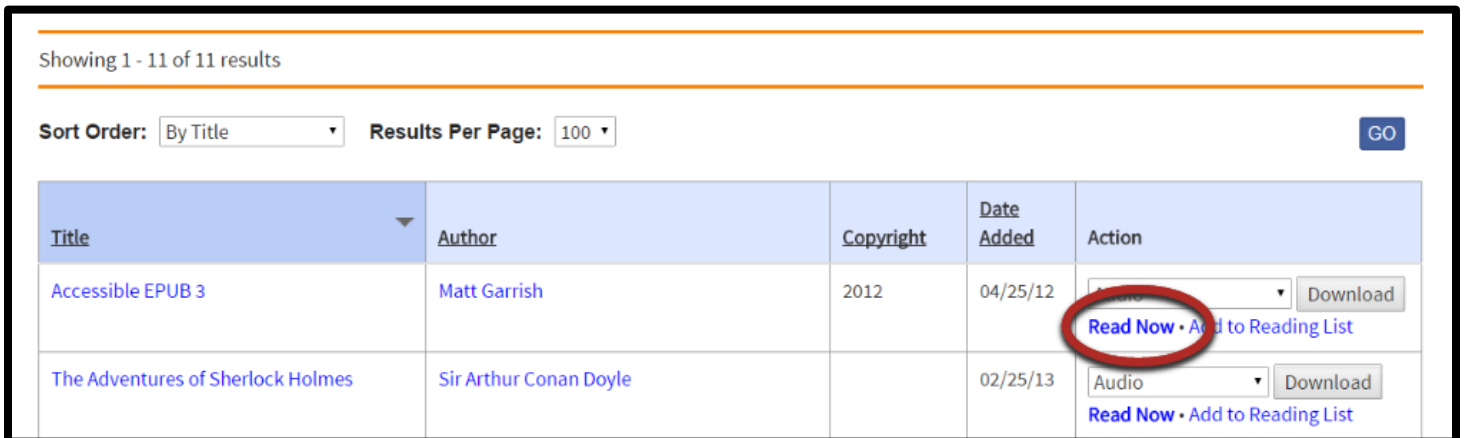 Showing 1 - 11 of 11 results
Sort Order: By Title Results Per Page: 100 GO
Title Author Copyright Date Added Action
Accessible EPUB 3 Matt Garrish 2012 04/25/12 Audio Download
Read Now • Add to Reading List
The Adventures of Sherlock Holmes Sir Arthur Conan Doyle 02/25/13 Audio Download
Read Now • Add to Reading List